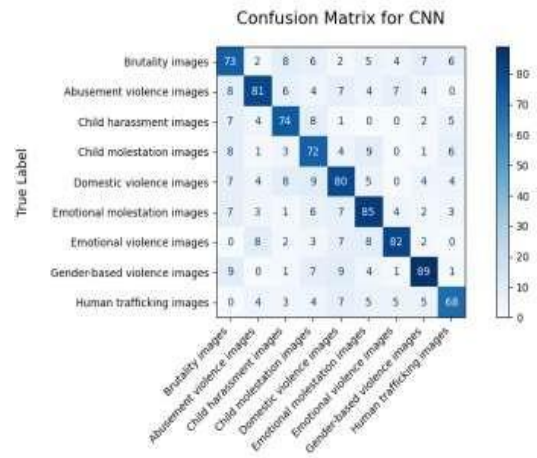 Confusion Matrix for CNN
True Label
Brutality images 73 2 8 6 2 5 4 7 6
Abusement violence images 8 81 6 4 7 4 7 4 0
Child harassment images 7 4 74 8 1 0 0 2 5
Child molestation images 8 1 3 72 4 9 0 1 6
Domestic violence images 7 4 8 9 80 5 0 4 4
Emotional molestation images 7 3 1 6 7 85 4 2 3
Emotional violence images 0 8 2 3 7 8 82 2 0
Gender-based violence images 9 0 1 7 9 4 1 89 1
Human trafficking images 0 4 3 4 7 5 5 5 68
Brutality images
Abusement violence images
Child harassment images
Child molestation images
Domestic violence images
Emotional molestation images
Emotional violence images
Gender-based violence images
Human trafficking images
80
70
60
50
40
30
20
10
0